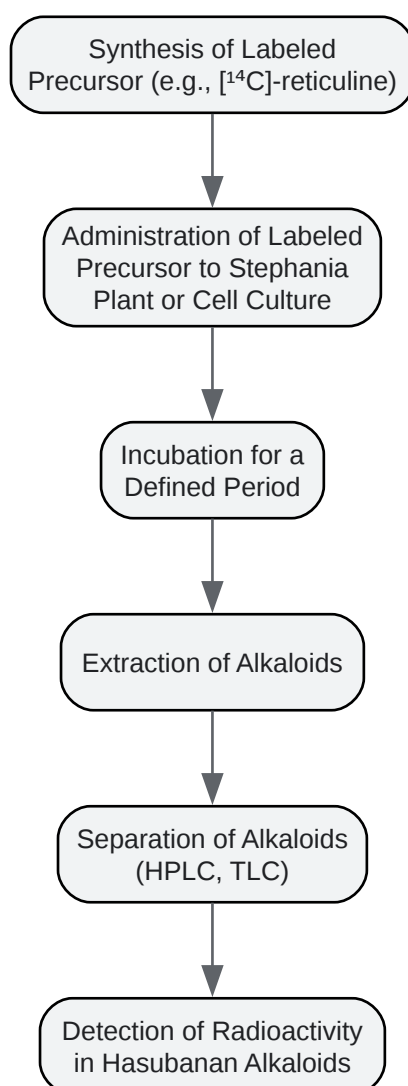 Synthesis of Labeled
Precursor (e.g., [¹⁴C]-reticuline)
Administration of Labeled
Precursor to Stephania
Plant or Cell Culture
Incubation for a
Defined Period
Extraction of Alkaloids
Separation of Alkaloids
(HPLC, TLC)
Detection of Radioactivity
in Hasubanan Alkaloids